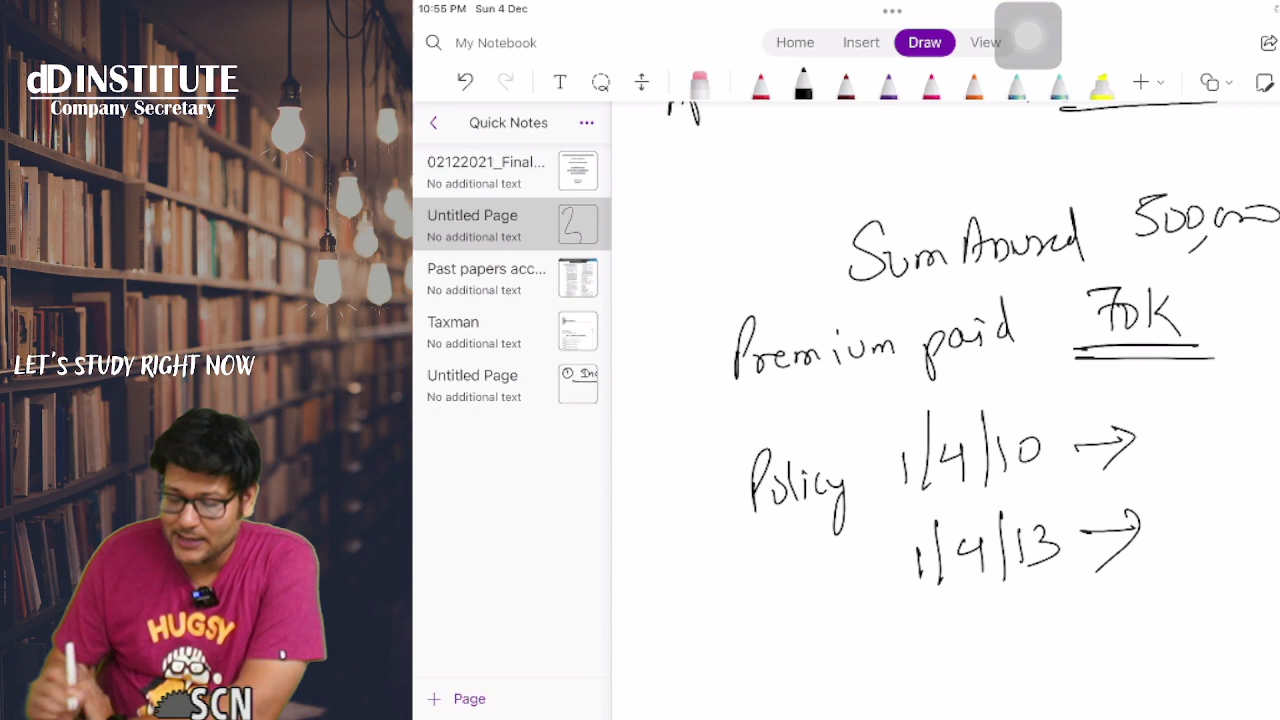 10:55 PM Sun 4 Dec
My Notebook
Home Insert Draw View
dD INSTITUTE
Company Secretary
T
Quick Notes
02122021_Final...
No additional text
Untitled Page
No additional text
Past papers acc...
No additional text
Taxman
No additional text
Untitled Page
No additional text
Page
LET'S STUDY RIGHT NOW
Sum Assured 500,000
Premium paid 70K
Policy 1/4/10 →
1/4/13 →
HUGSY
SCN